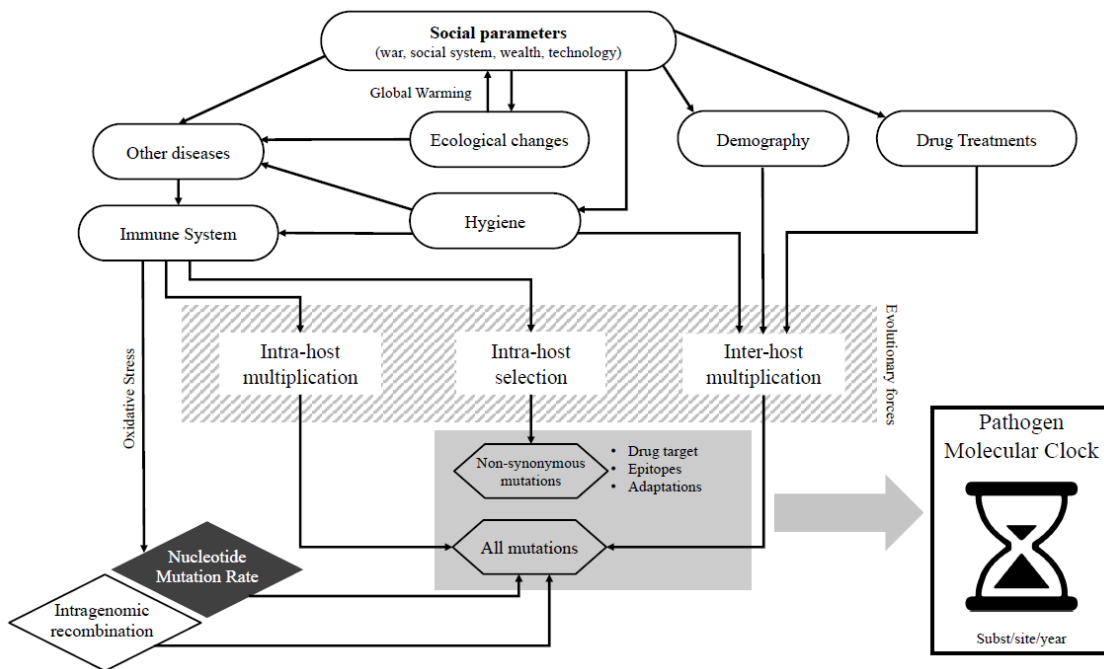 Social parameters
(war, social system, wealth, technology)
Global Warming
Other diseases
Ecological changes
Demography
Drug Treatments
Hygiene
Immune System
Oxidative Stress
Intra-host
multiplication
Intra-host
selection
Inter-host
multiplication
Evolutionary forces
Non-synonymous
mutations
• Drug target
• Epitopes
• Adaptations
All mutations
Nucleotide
Mutation Rate
Intragenomic
recombination
Pathogen
Molecular Clock
Subst/site/year